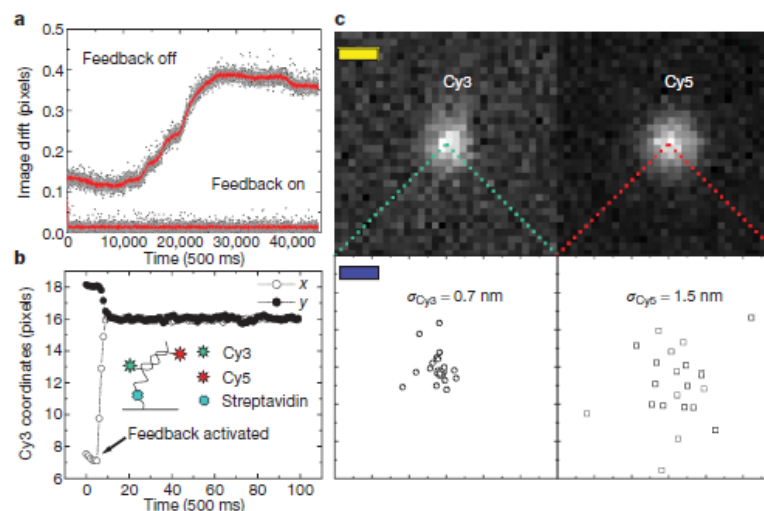 a
0.5
Feedback off
0.4
0.3
0.2
Feedback on
0.1
0.0
0 10,000 20,000 30,000 40,000
Time (500 ms)
Image drift (pixels)
b
18
x
y
16
14
Cy3
12
Cy5
Streptavidin
10
Feedback activated
8
6
0 20 40 60 80 100
Time (500 ms)
Cy3 coordinates (pixels)
c
Cy3 Cy5
σCy3 = 0.7 nm σCy5 = 1.5 nm